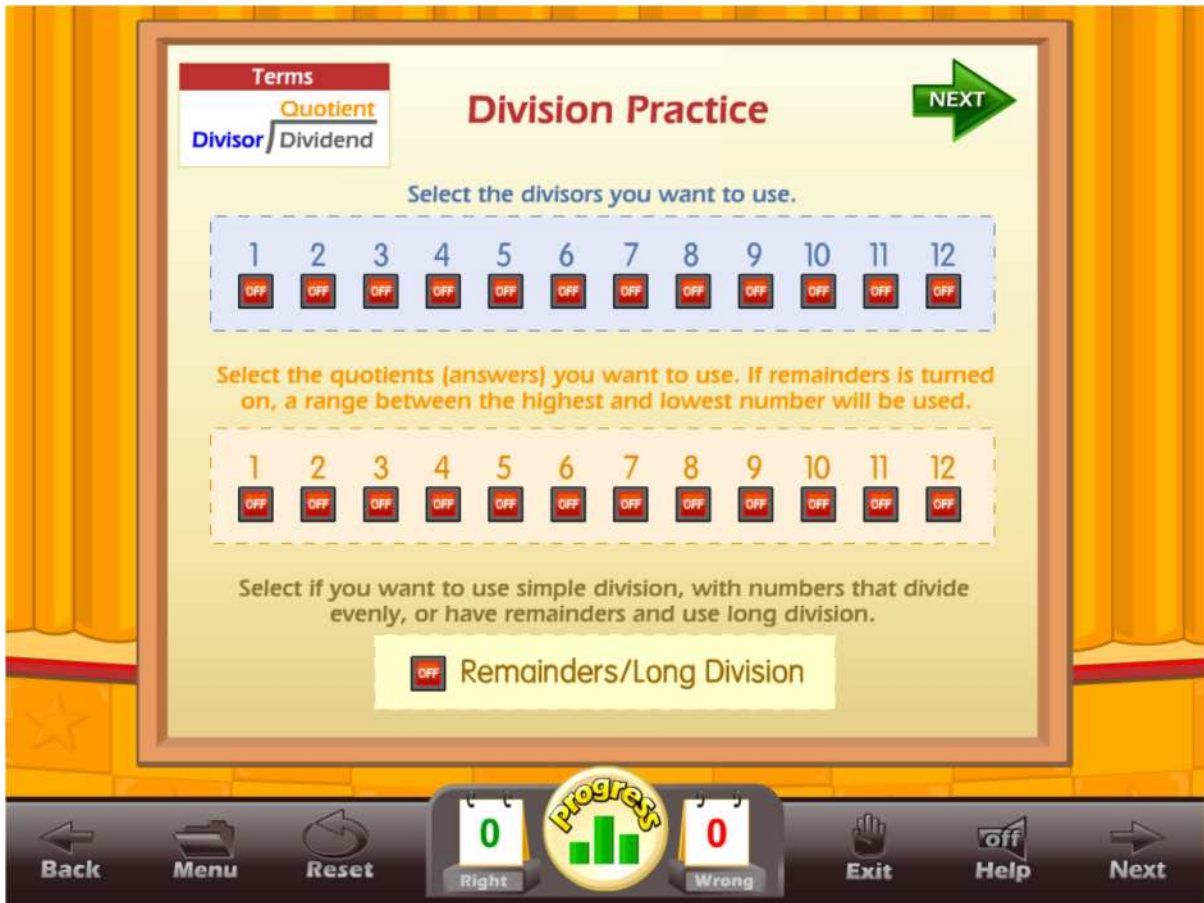 Terms
Quotient
Divisor Dividend
Division Practice
NEXT
Select the divisors you want to use.
1 2 3 4 5 6 7 8 9 10 11 12
OFF OFF OFF OFF OFF OFF OFF OFF OFF OFF OFF OFF
Select the quotients (answers) you want to use. If remainders is turned
on, a range between the highest and lowest number will be used.
1 2 3 4 5 6 7 8 9 10 11 12
OFF OFF OFF OFF OFF OFF OFF OFF OFF OFF OFF OFF
Select if you want to use simple division, with numbers that divide
evenly, or have remainders and use long division.
OFF Remainders/Long Division
Back
Menu
Reset
0
Right
progress
0
Wrong
Exit
off
Help
Next